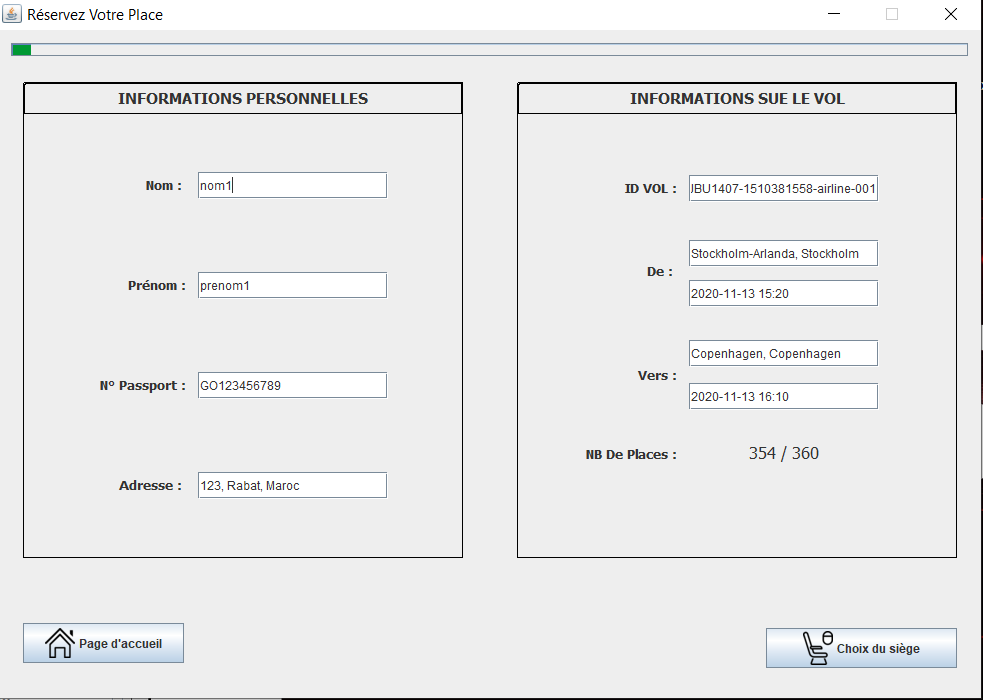 Réservez Votre Place
INFORMATIONS PERSONNELLES
Nom : nom1
Prénom : prenom1
N° Passport : GO123456789
Adresse : 123, Rabat, Maroc
INFORMATIONS SUE LE VOL
ID VOL : JBU1407-1510381558-airline-001
De : Stockholm-Arlanda, Stockholm
2020-11-13 15:20
Vers : Copenhagen, Copenhagen
2020-11-13 16:10
NB De Places : 354 / 360
Page d'accueil
Choix du siège